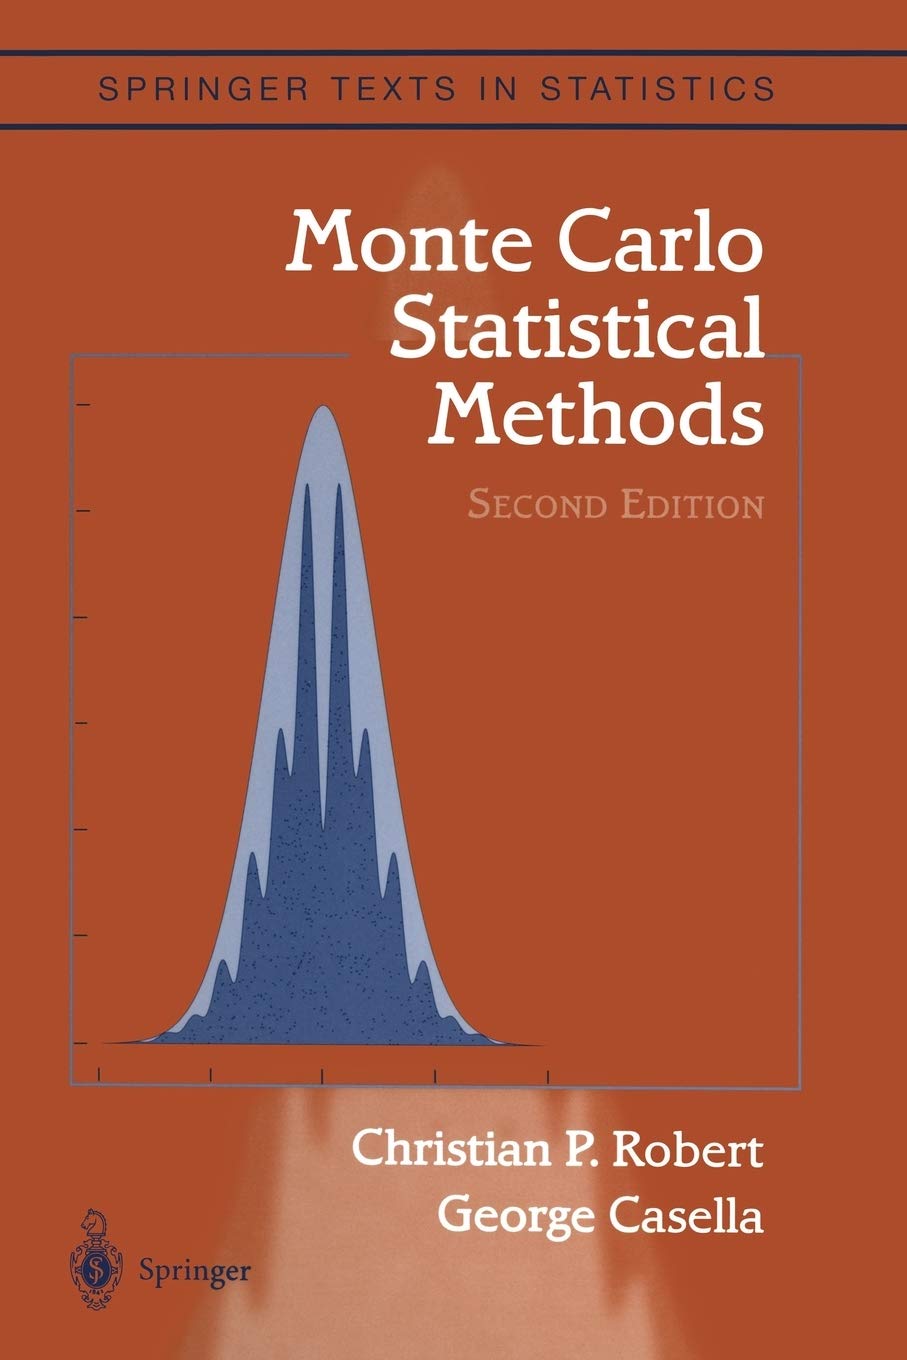 SPRINGER TEXTS IN STATISTICS
Monte Carlo
Statistical
Methods
SECOND EDITION
Christian P. Robert
George Casella
Springer